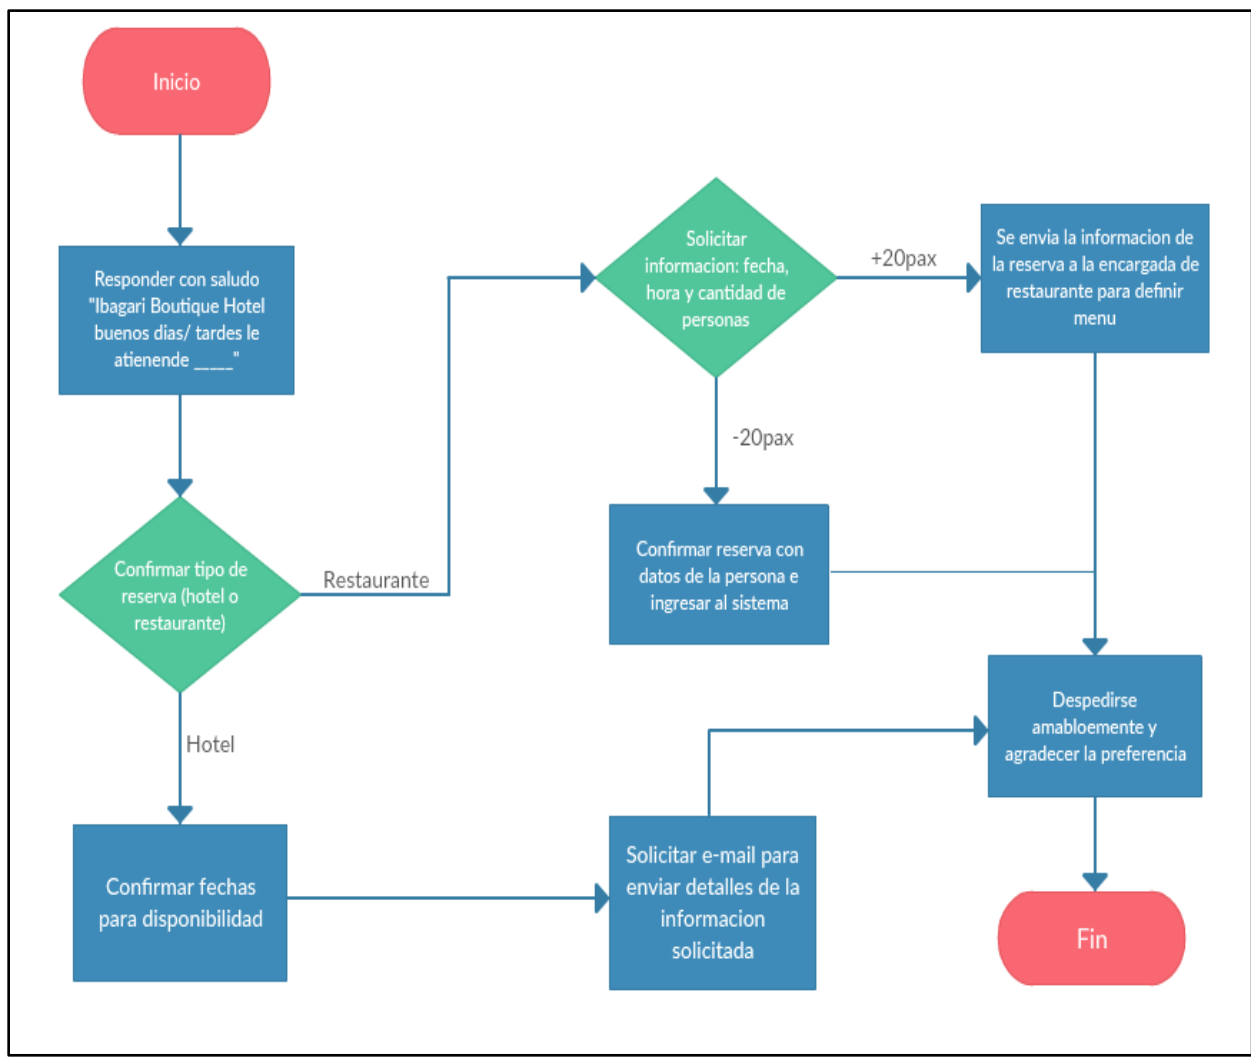 Inicio
Responder con saludo
"Ibagari Boutique Hotel
buenos dias/ tardes le
atienende _____"
Confirmar tipo de
reserva (hotel o
restaurante)
Restaurante
Hotel
Confirmar fechas
para disponibilidad
Solicitar e-mail para
enviar detalles de la
informacion
solicitada
Solicitar
informacion: fecha,
hora y cantidad de
personas
+20pax
-20pax
Se envia la informacion de
la reserva a la encargada de
restaurante para definir
menu
Confirmar reserva con
datos de la persona e
ingresar al sistema
Despedirse
amabloemente y
agradecer la preferencia
Fin